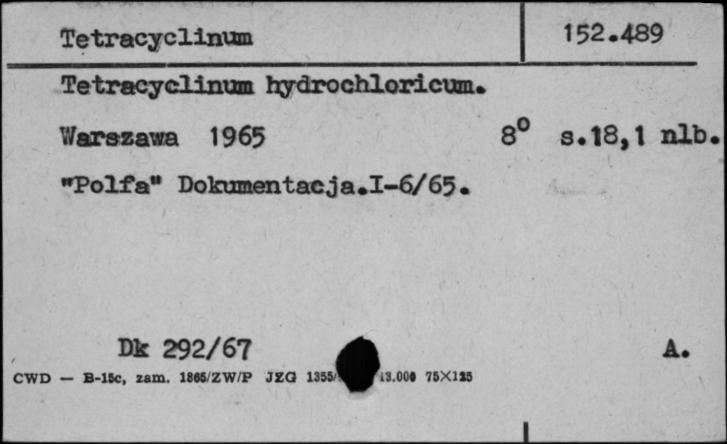 Tetracyclinum 152.489
Tetracyclinum hydrochloricum.
Warszawa 1965 8° s.18,1 nlb.
"Polfa" Dokumentacja.I-6/65.
Dk 292/67 A.
CWD — B-15c, zam. 1865/ZW/P JZG 1355/ 13.000 75X125